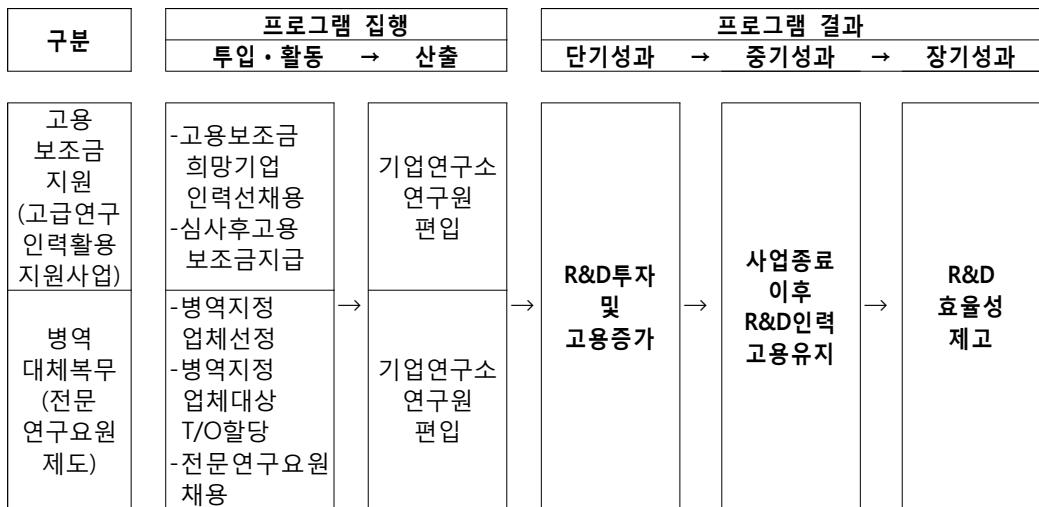 구분
프로그램 집행
투입・활동 → 산출
프로그램 결과
단기성과 → 중기성과 → 장기성과
고용
보조금
지원
(고급연구
인력활용
지원사업)
-고용보조금
희망기업
인력선채용
-심사후고용
보조금지급
기업연구소
연구원
편입
병역
대체복무
(전문
연구요원
제도)
-병역지정
업체선정
-병역지정
업체대상
T/O할당
-전문연구요원
채용
→
기업연구소
연구원
편입
→
R&D투자
및
고용증가
→
사업종료
이후
R&D인력
고용유지
→
R&D
효율성
제고